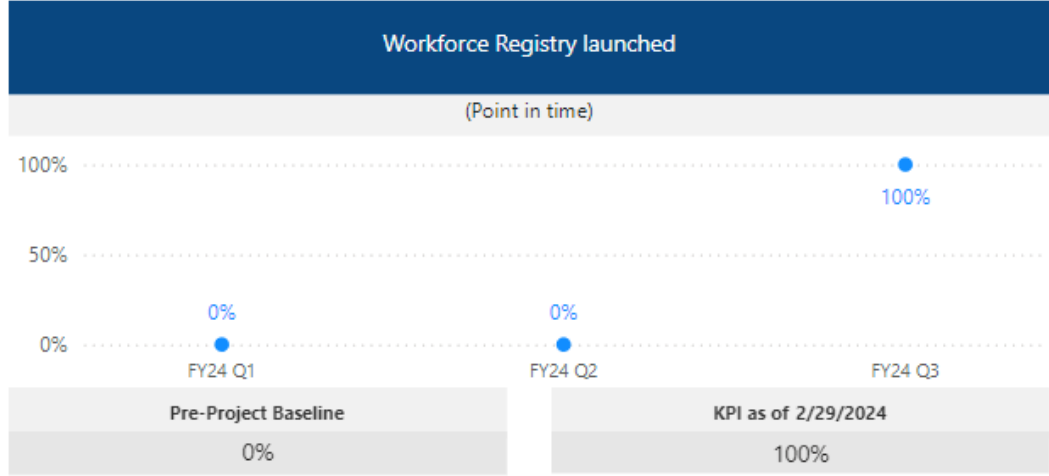 Workforce Registry launched
(Point in time)
100%
100%
50%
0% 0%
0%
FY24 Q1 FY24 Q2 FY24 Q3
Pre-Project Baseline KPI as of 2/29/2024
0% 100%